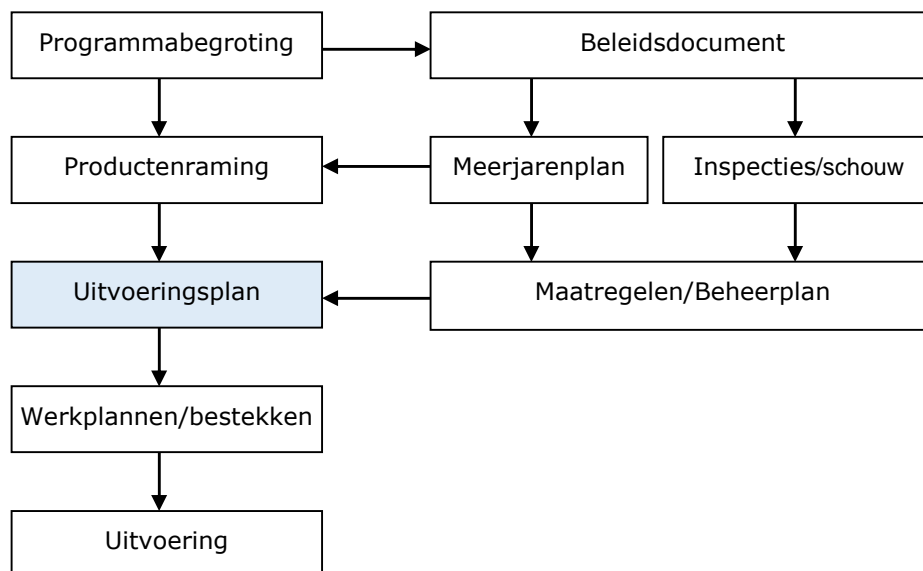 Programmabegroting
Beleidsdocument
Productenraming
Meerjarenplan
Inspecties/schouw
Uitvoeringsplan
Maatregelen/Beheerplan
Werkplannen/bestekken
Uitvoering